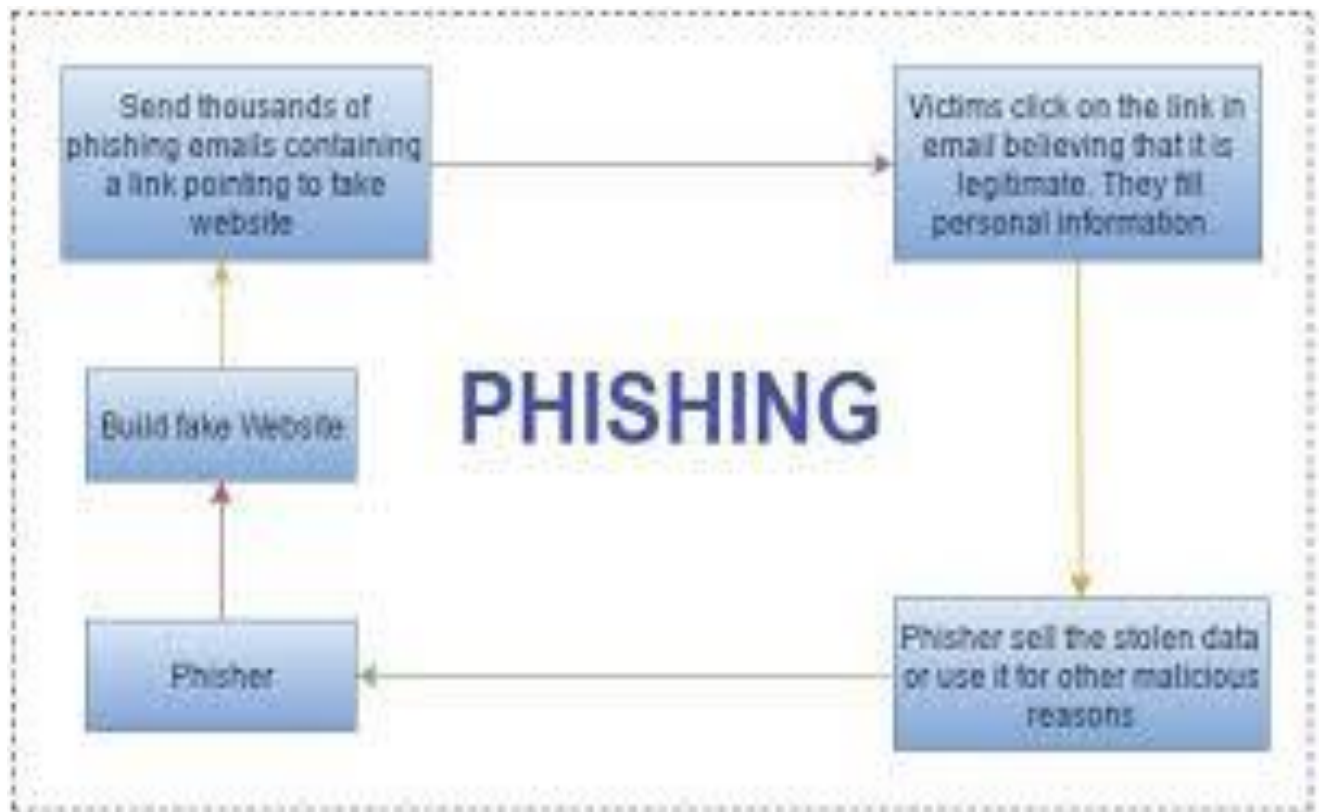 Send thousands of
phishing emails containing
a link pointing to fake
website
Victims click on the link in
email believing that it is
legitimate. They fill
personal information.
Build fake Website
PHISHING
Phisher
Phisher sell the stolen data
or use it for other malicious
reasons